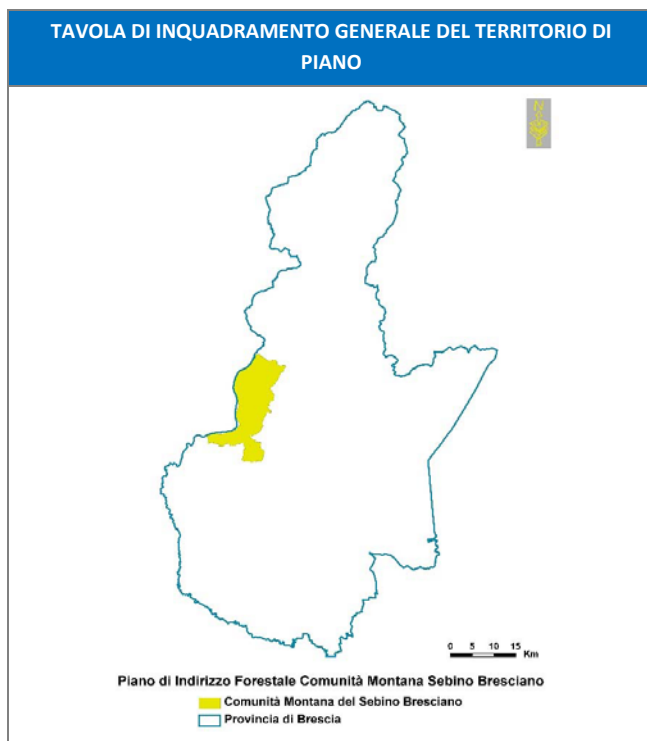 TAVOLA DI INQUADRAMENTO GENERALE DEL TERRITORIO DI
PIANO
N
0 5 10 15
Km
Piano di Indirizzo Forestale Comunità Montana Sebino Bresciano
Comunità Montana del Sebino Bresciano
Provincia di Brescia